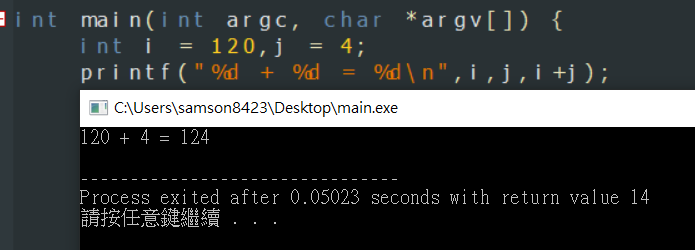 int main(int argc, char *argv[]) {
int i = 120,j = 4;
printf("%d + %d = %d\n",i,j,i+j);
C:\Users\samson8423\Desktop\main.exe
120 + 4 = 124
--------------------------------
Process exited after 0.05023 seconds with return value 14
請按任意鍵繼續 . . .